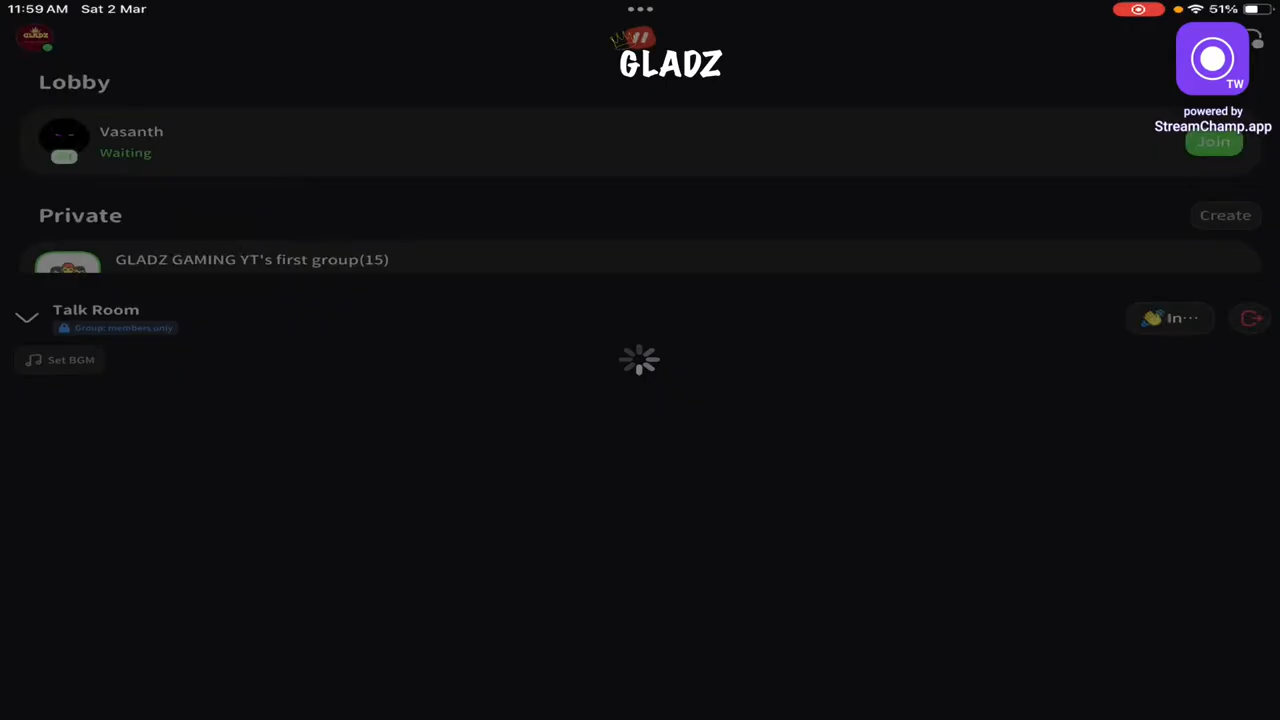 11:59 AM Sat 2 Mar
51%
GLADZ
TW
powered by
StreamChamp.app
Lobby
Vasanth
Waiting
Join
Private
Create
GLADZ GAMING YT's first group(15)
Talk Room
Group: members only
In…
Set BGM